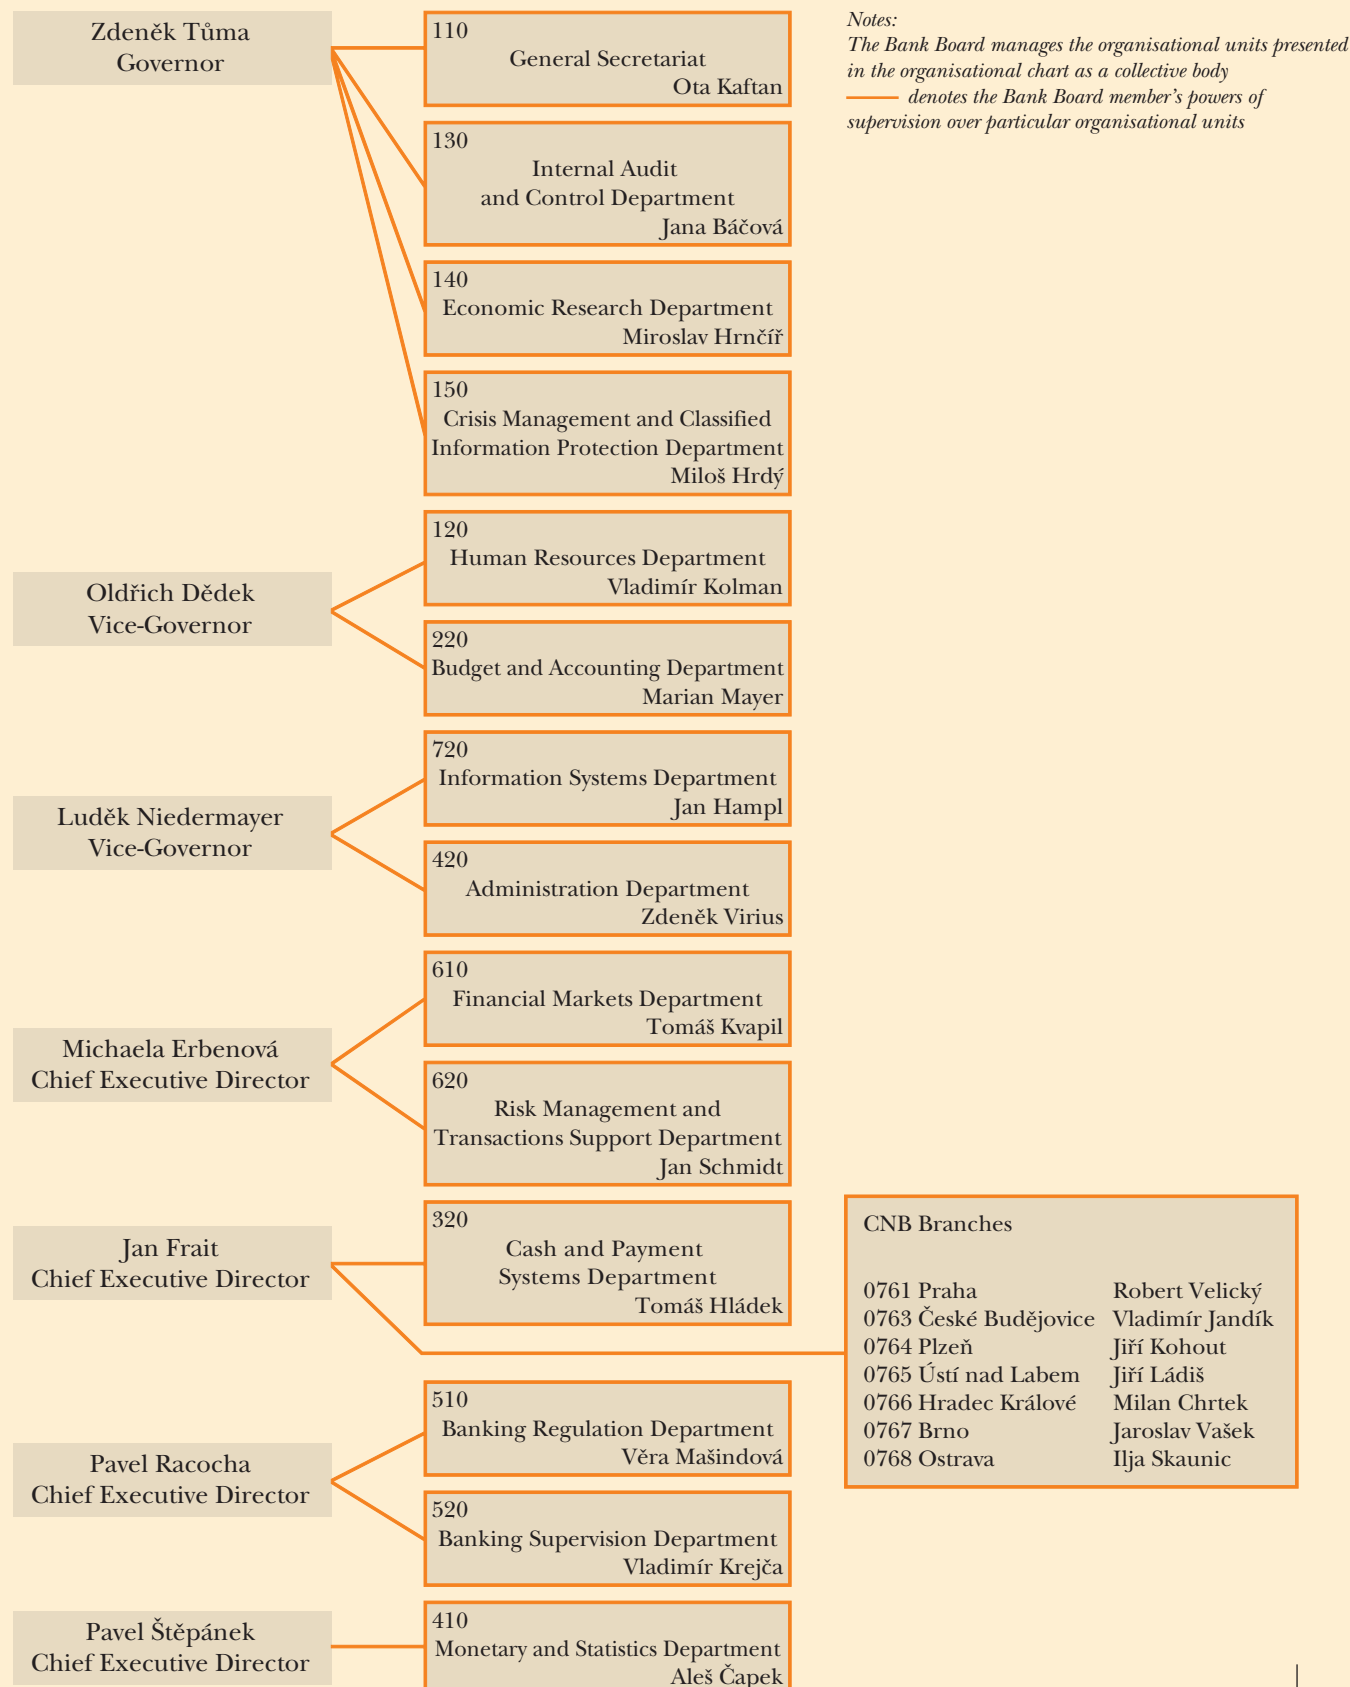 Zdeněk Tůma
Governor
110
General Secretariat
Ota Kaftan
130
Internal Audit
and Control Department
Jana Báčová
140
Economic Research Department
Miroslav Hrnčíř
150
Crisis Management and Classified
Information Protection Department
Miloš Hrdý
Notes:
The Bank Board manages the organisational units presented
in the organisational chart as a collective body
denotes the Bank Board member's powers of
supervision over particular organisational units
Oldřich Dědek
Vice-Governor
120
Human Resources Department
Vladimír Kolman
220
Budget and Accounting Department
Marian Mayer
Luděk Niedermayer
Vice-Governor
720
Information Systems Department
Jan Hampl
420
Administration Department
Zdeněk Virius
Michaela Erbenová
Chief Executive Director
610
Financial Markets Department
Tomáš Kvapil
620
Risk Management and
Transactions Support Department
Jan Schmidt
Jan Frait
Chief Executive Director
320
Cash and Payment
Systems Department
Tomáš Hládek
CNB Branches
0761 Praha Robert Velický
0763 České Budějovice Vladimír Jandík
0764 Plzeň Jiří Kohout
0765 Ústí nad Labem Jiří Ládiš
0766 Hradec Králové Milan Chrtek
0767 Brno Jaroslav Vašek
0768 Ostrava Ilja Skaunic
Pavel Racocha
Chief Executive Director
510
Banking Regulation Department
Věra Mašindová
520
Banking Supervision Department
Vladimír Krejča
Pavel Štěpánek
Chief Executive Director
410
Monetary and Statistics Department
Aleš Čapek